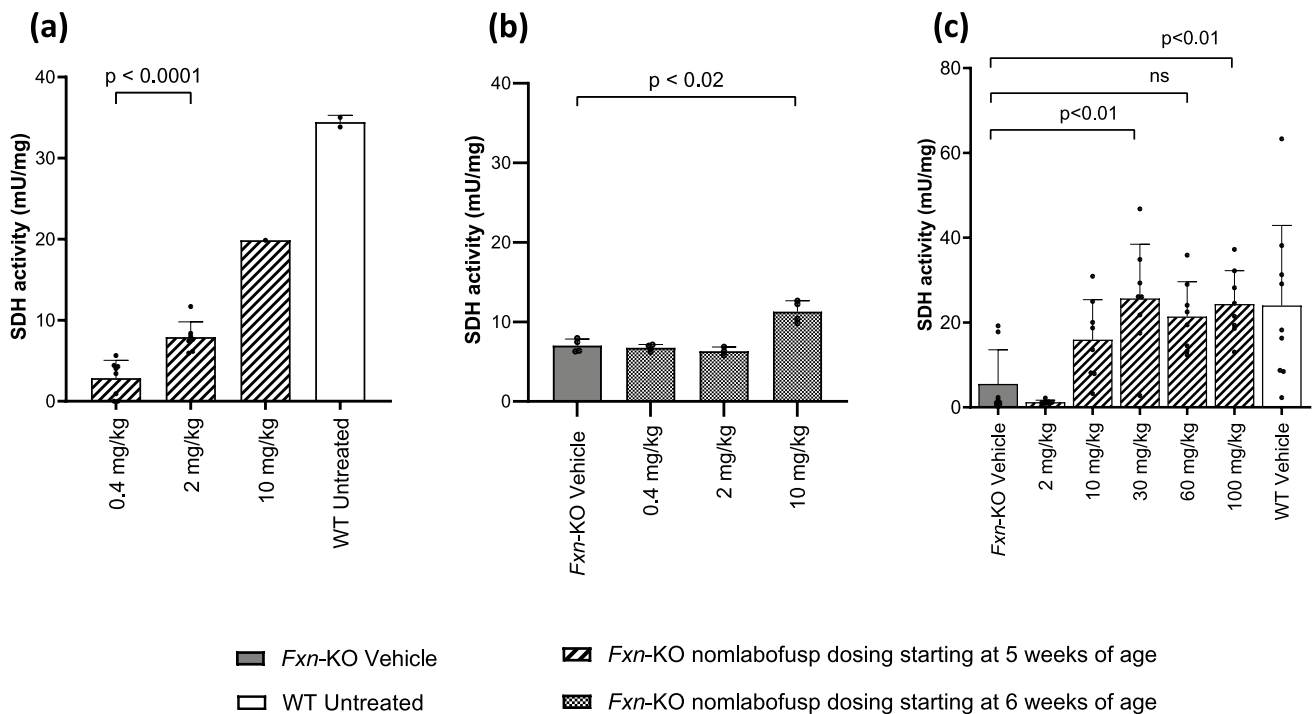 (a)
p < 0.0001
SDH activity (mU/mg)
40
30
20
10
0
0.4 mg/kg
2 mg/kg
10 mg/kg
WT Untreated
(b)
p < 0.02
SDH activity (mU/mg)
40
30
20
10
0
Fxn-KO Vehicle
0.4 mg/kg
2 mg/kg
10 mg/kg
(c)
p<0.01
ns
p<0.01
SDH activity (mU/mg)
80
60
40
20
0
Fxn-KO Vehicle
2 mg/kg
10 mg/kg
30 mg/kg
60 mg/kg
100 mg/kg
WT Vehicle
Fxn-KO Vehicle
Fxn-KO nomlabofusp dosing starting at 5 weeks of age
WT Untreated
Fxn-KO nomlabofusp dosing starting at 6 weeks of age